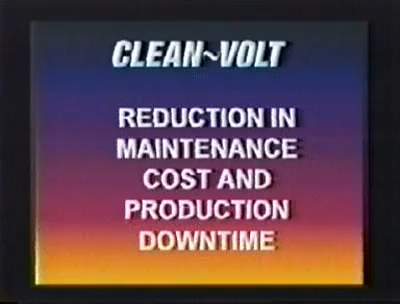 CLEAN~VOLT
REDUCTION IN
MAINTENANCE
COST AND
PRODUCTION
DOWNTIME